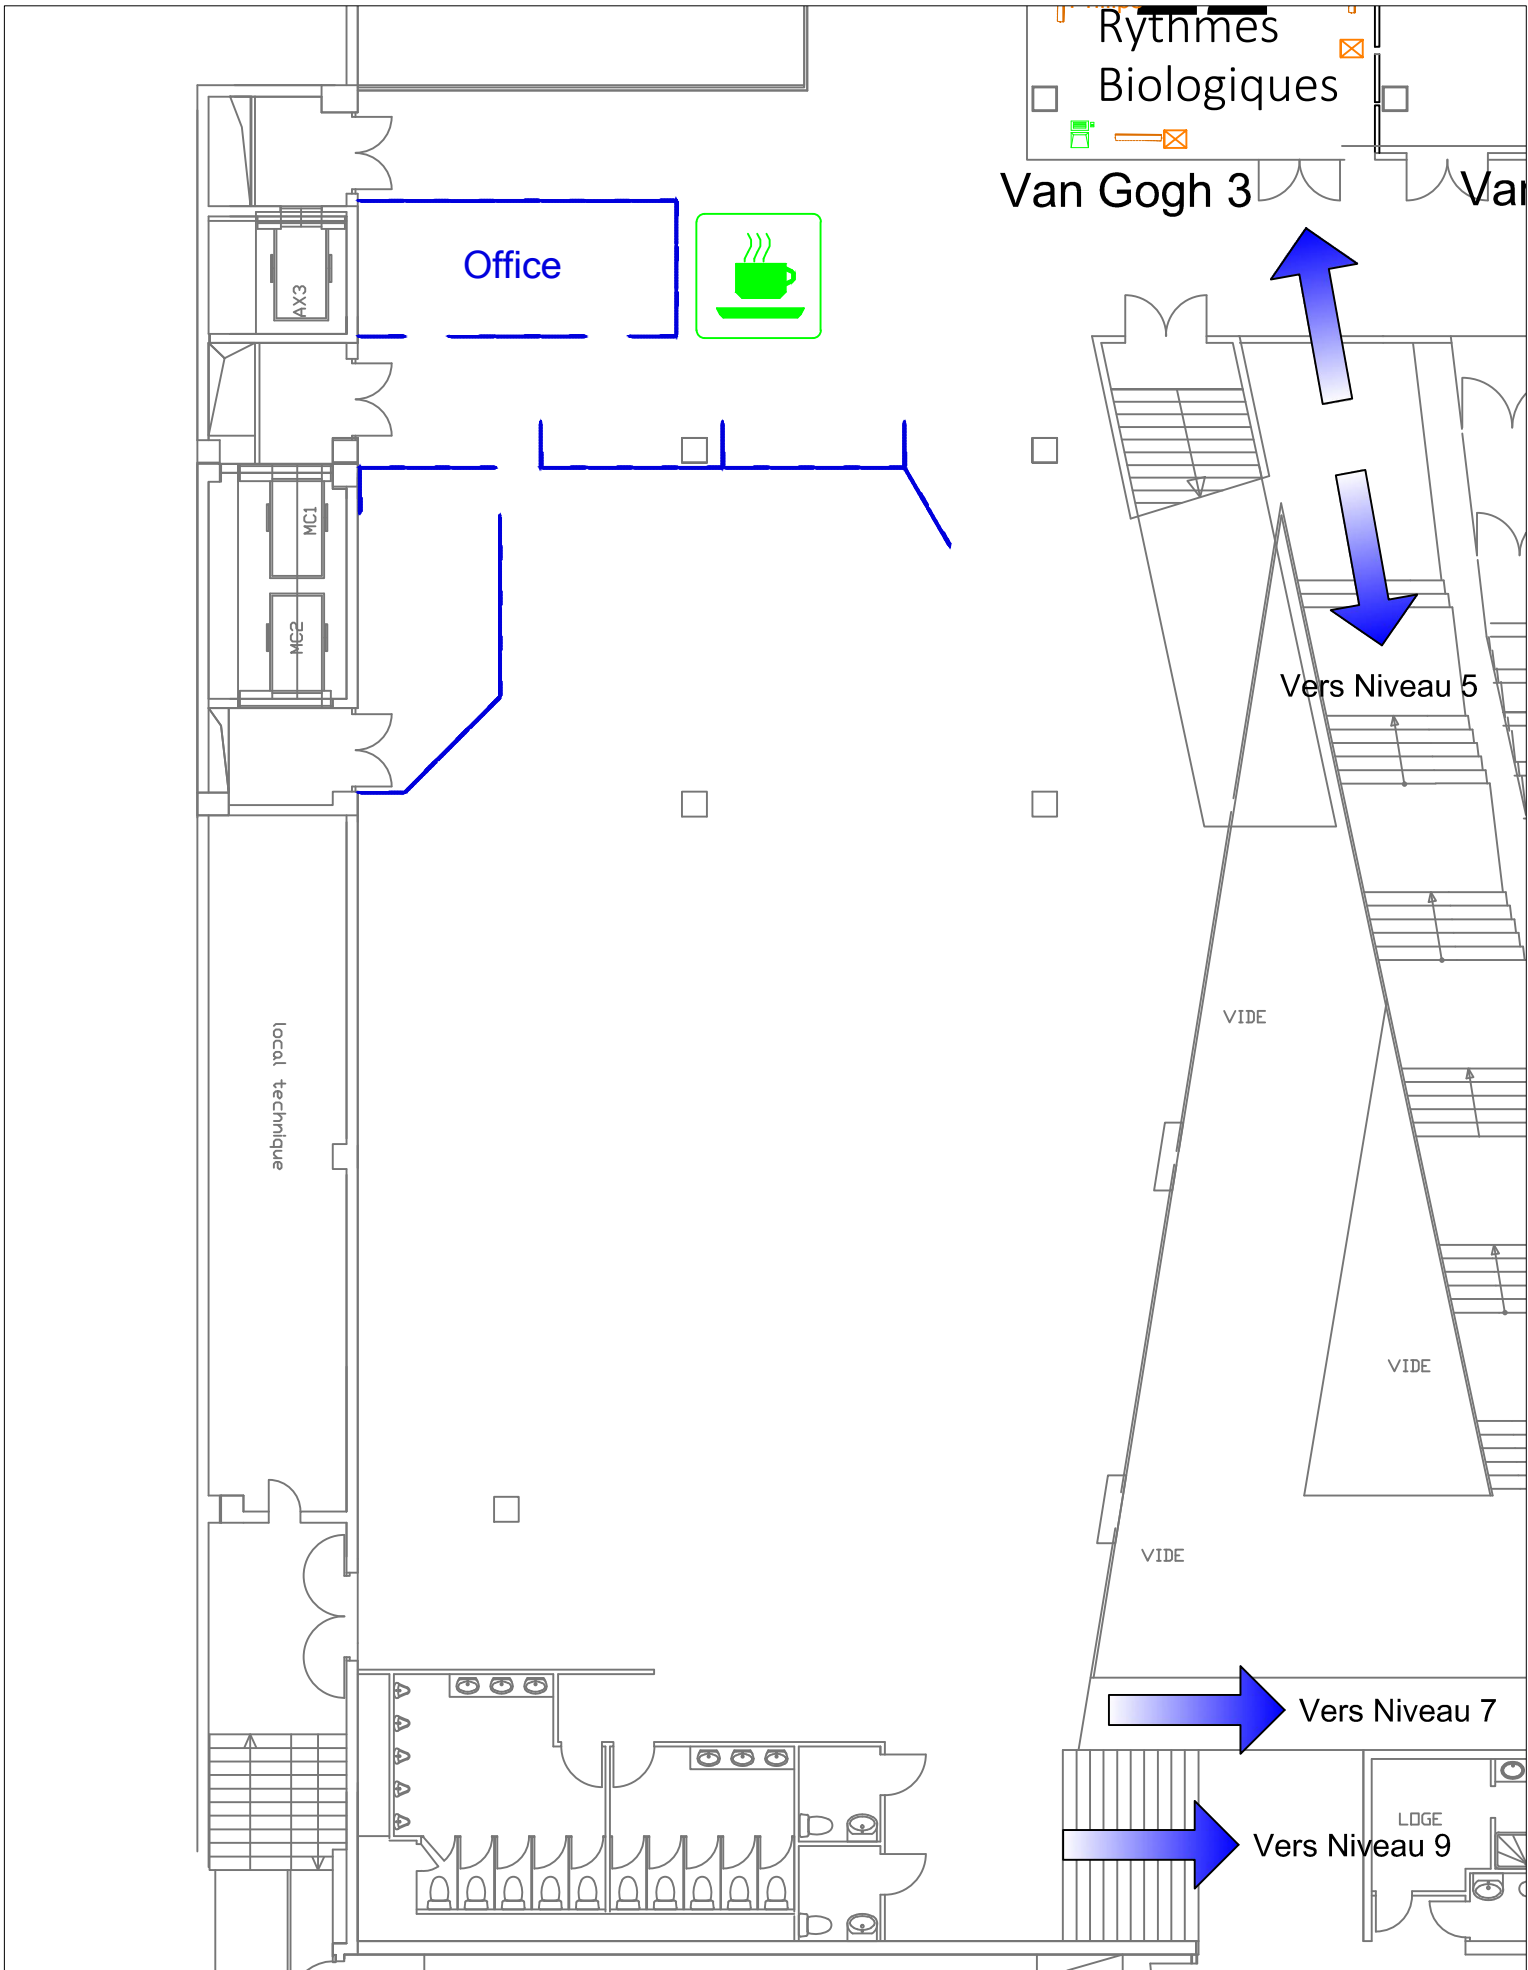 Rythmes
Biologiques
Van Gogh 3
Office
AX3
MC1
MC2
Vers Niveau 5
VIDE
local technique
VIDE
VIDE
Vers Niveau 7
LOGE
Vers Niveau 9